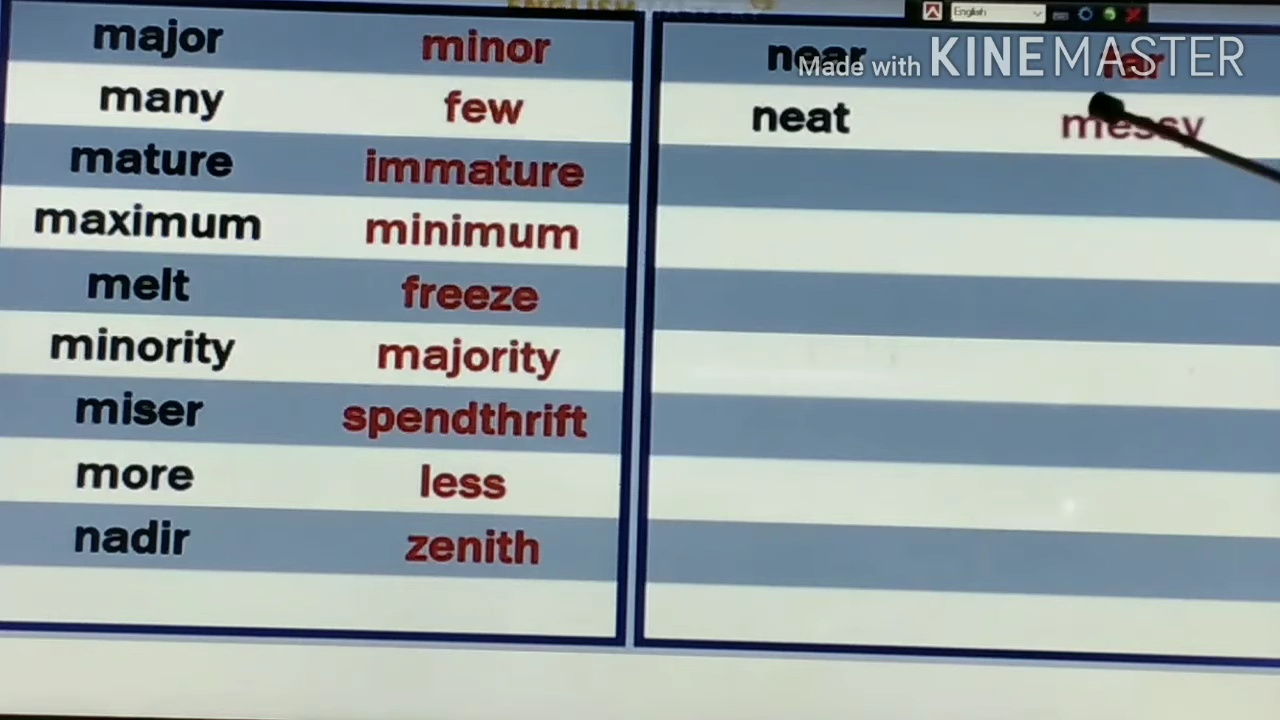 major minor
many few
mature immature
maximum minimum
melt freeze
minority majority
miser spendthrift
more less
nadir zenith
near far
neat messy
English
Made with KINEMASTER